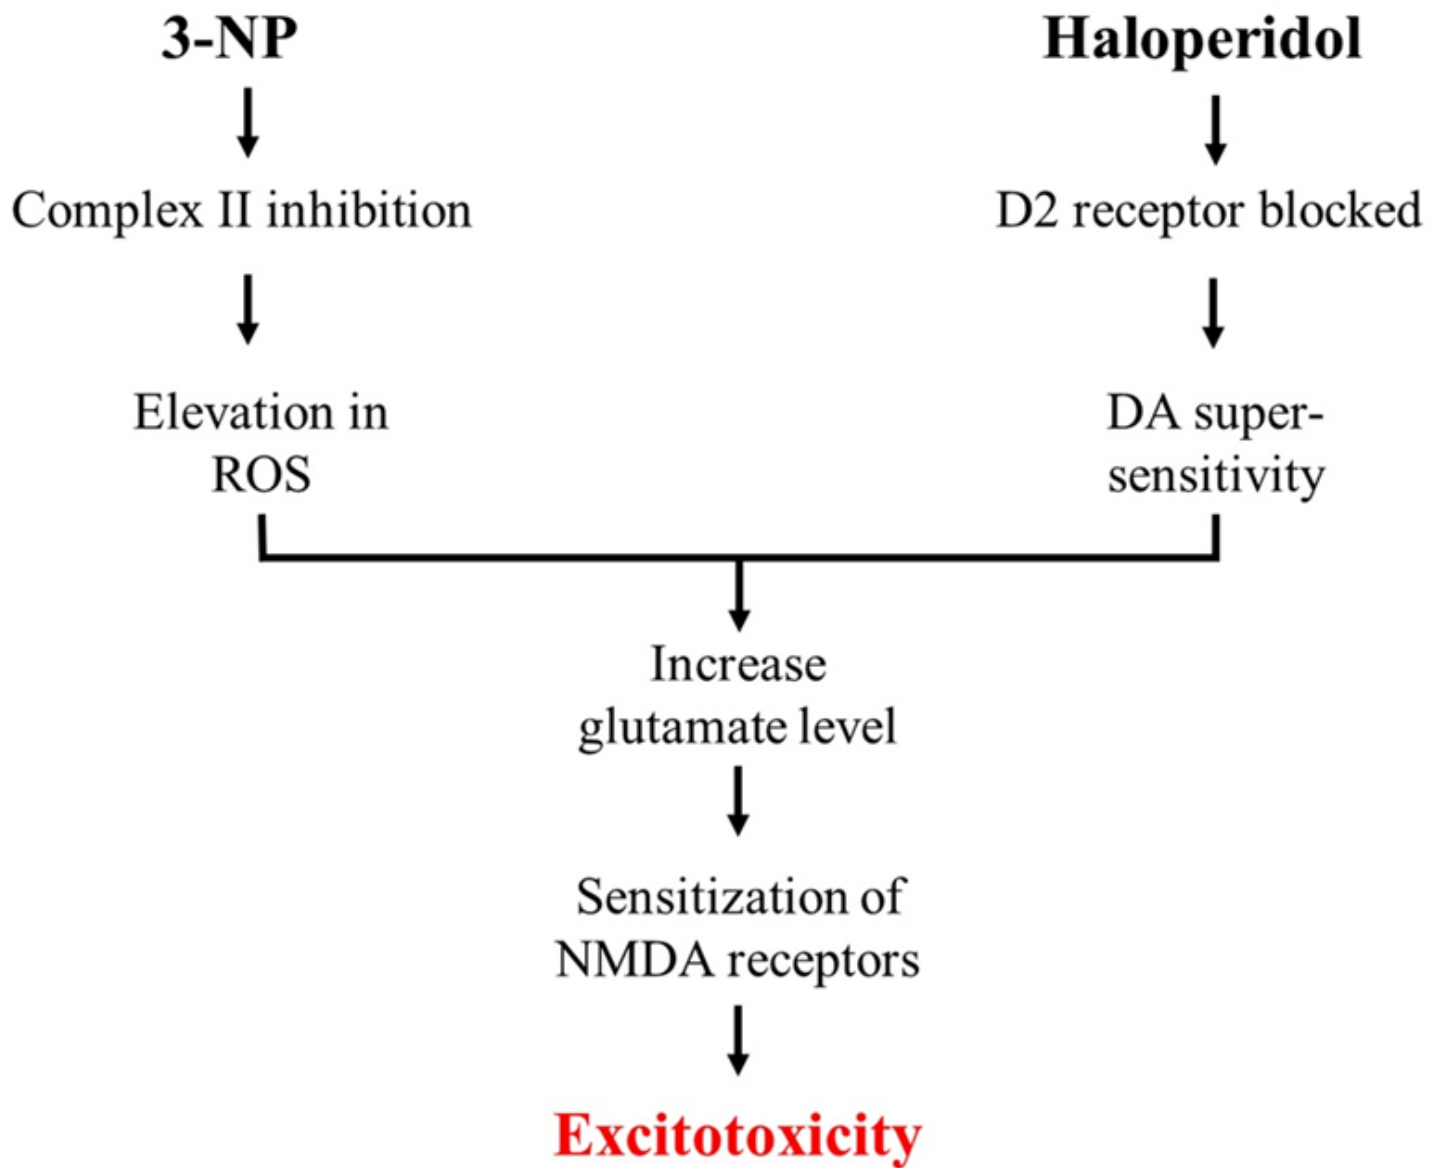 3-NP
Haloperidol
Complex II inhibition
D2 receptor blocked
Elevation in
ROS
DA super-
sensitivity
Increase
glutamate level
Sensitization of
NMDA receptors
Excitotoxicity